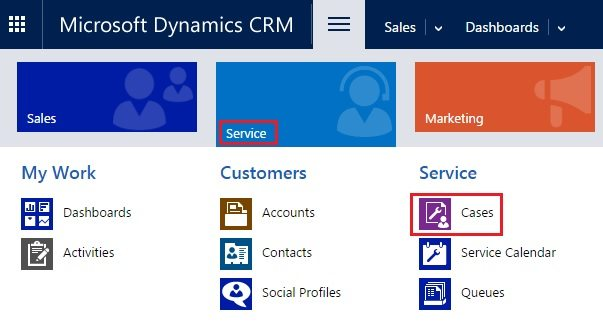 Microsoft Dynamics CRM Sales Dashboards
Sales Service Marketing
My Work Customers Service
Dashboards Accounts Cases
Activities Contacts Service Calendar
Social Profiles Queues